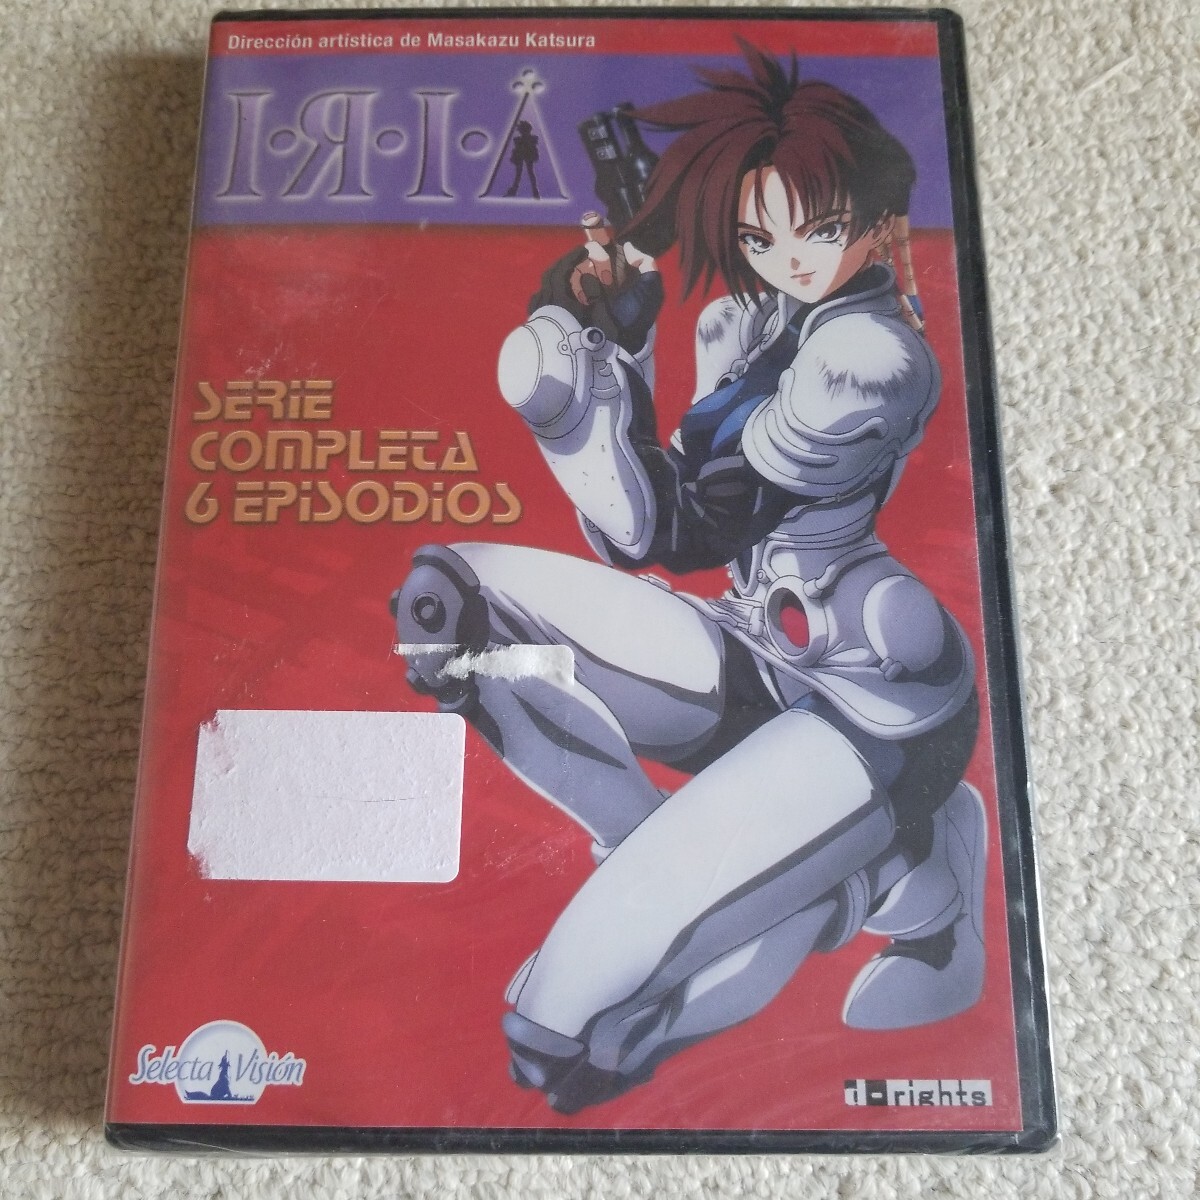 Dirección artística de Masakazu Katsura
I·Я·I·A
SERIE
COMPLETA
6 EPISODIOS
Selecta Visión
d-rights